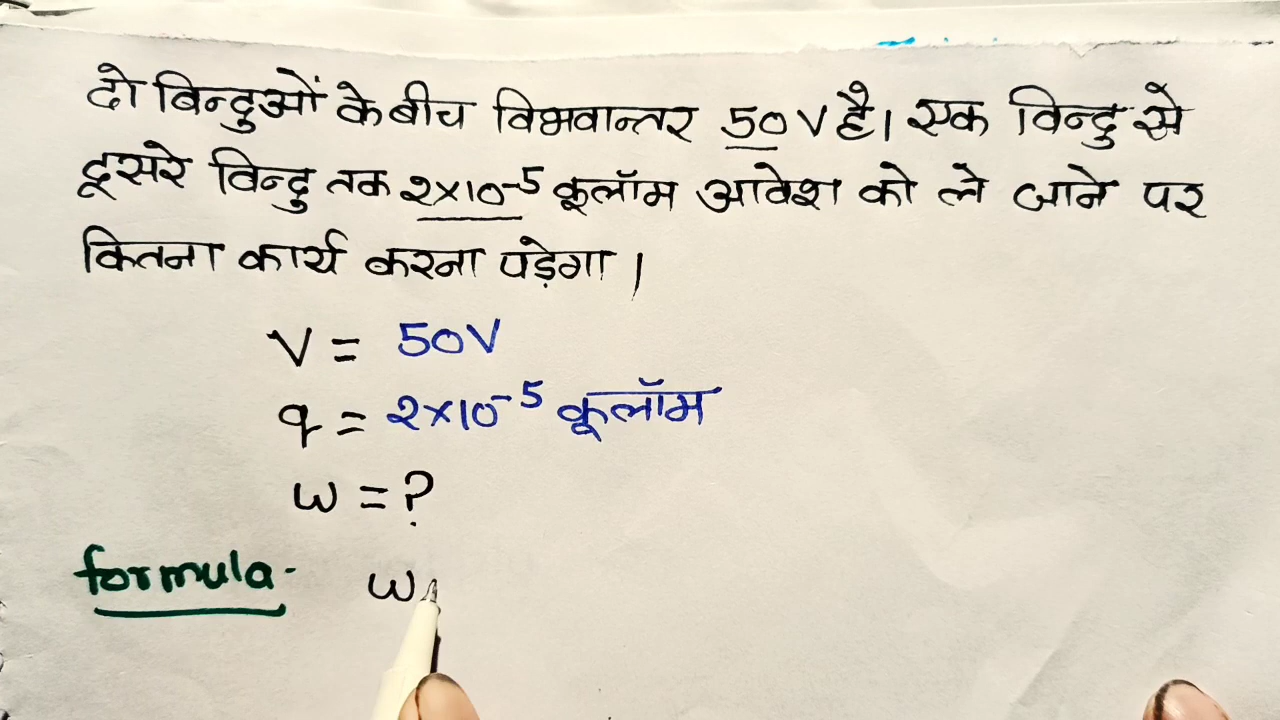 दो बिन्दुओं के बीच विभवान्तर 50V है। एक विन्दु से
दूसरे विन्दु तक 2×10⁻⁵ कूलॉम आवेश को ले जाने पर
कितना कार्य करना पड़ेगा।
V = 50V
q = 2×10⁻⁵ कूलॉम
W = ?
formula- W